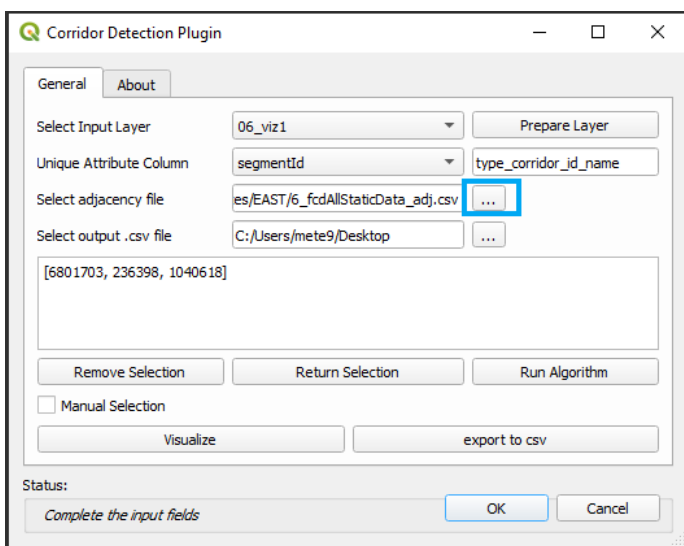 Corridor Detection Plugin
General About
Select Input Layer 06_viz1 Prepare Layer
Unique Attribute Column segmentId type_corridor_id_name
Select adjacency file es/EAST/6_fcdAllStaticData_adj.csv ...
Select output .csv file C:/Users/mete9/Desktop ...
[6801703, 236398, 1040618]
Remove Selection Return Selection Run Algorithm
Manual Selection
Visualize export to csv
Status:
Complete the input fields OK Cancel